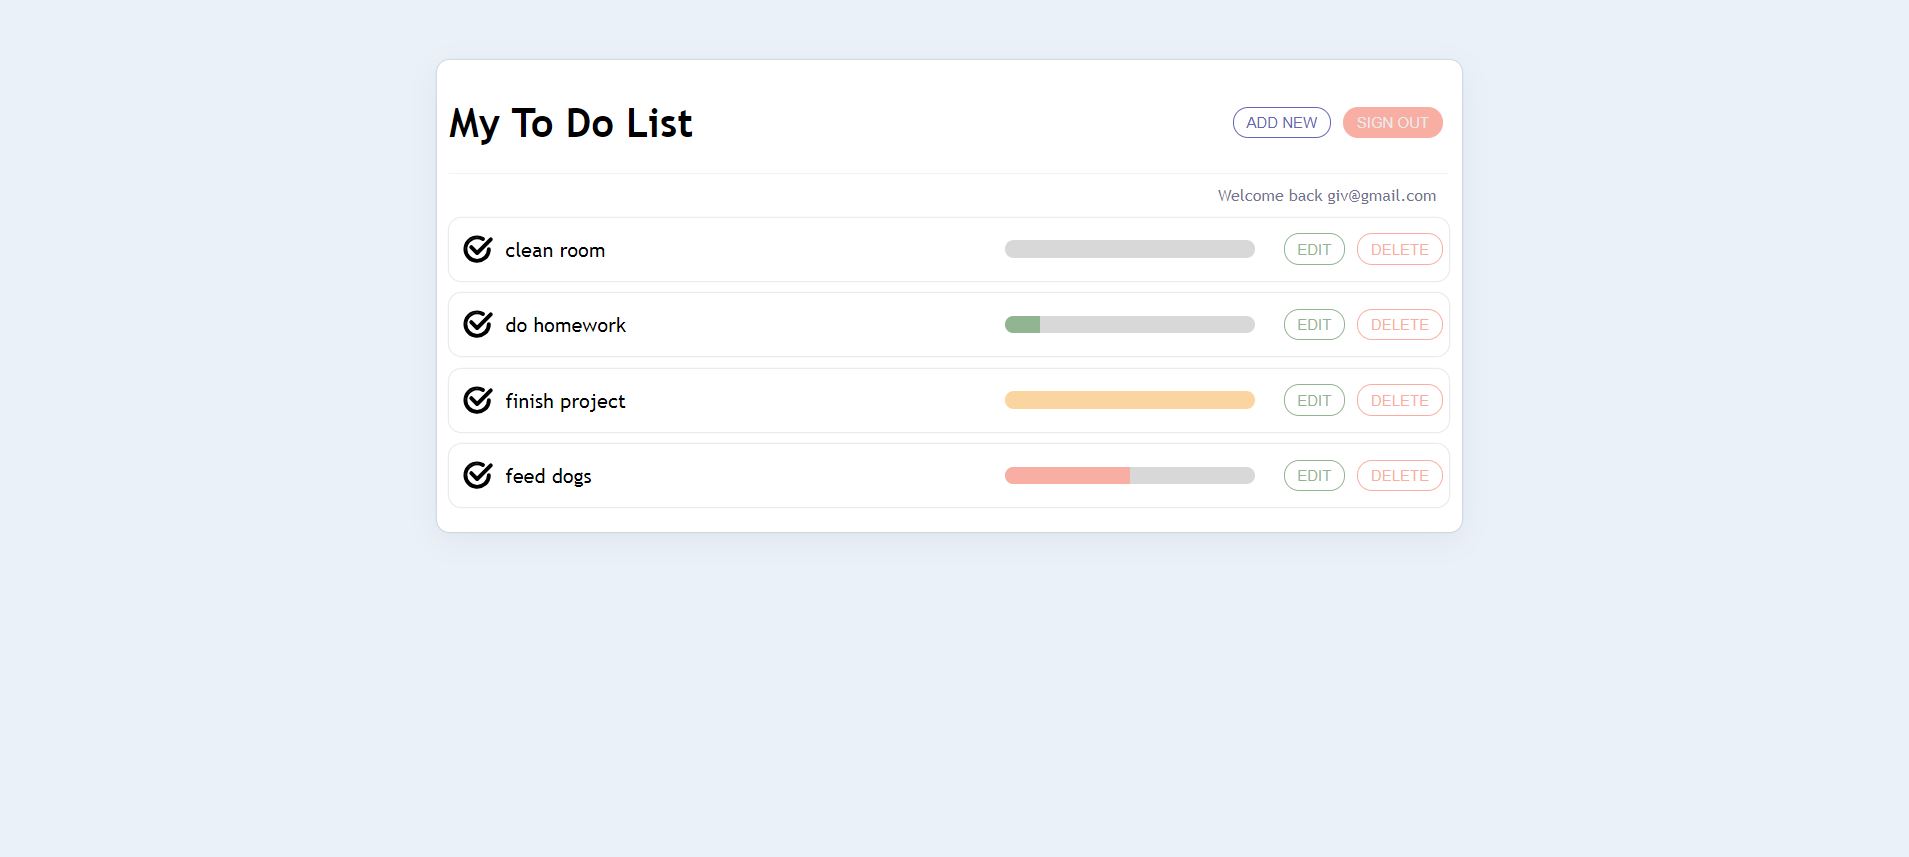 My To Do List ADD NEW SIGN OUT
Welcome back giv@gmail.com
clean room EDIT DELETE
do homework EDIT DELETE
finish project EDIT DELETE
feed dogs EDIT DELETE